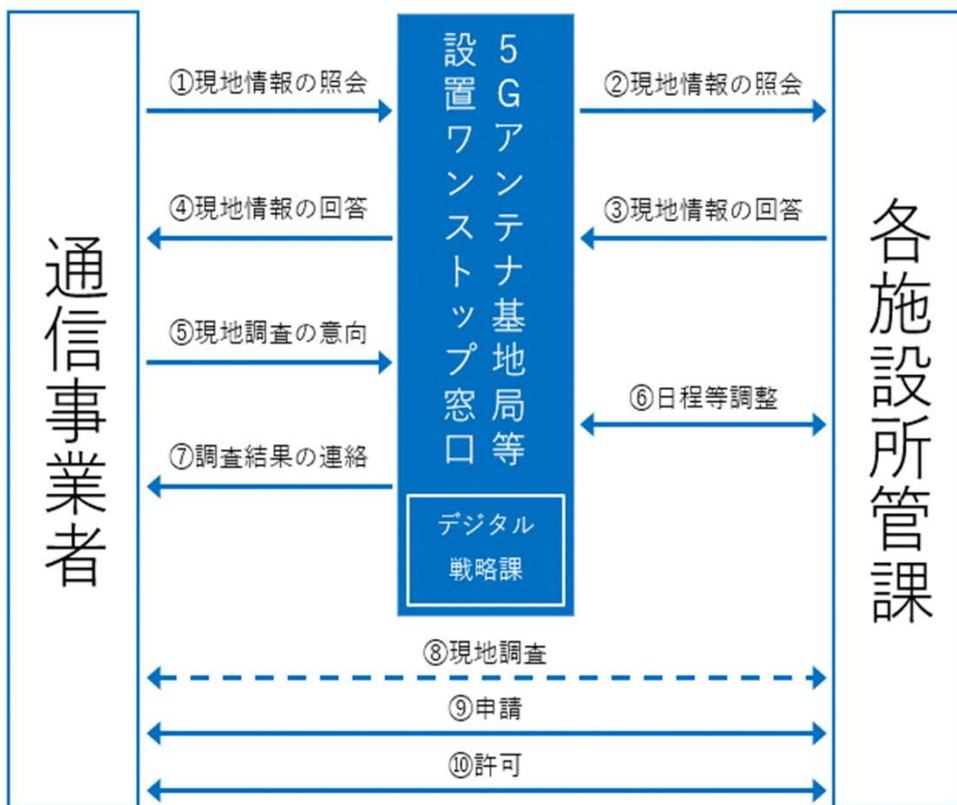 通信事業者
①現地情報の照会
④現地情報の回答
⑤現地調査の意向
⑦調査結果の連絡
5Gアンテナ基地局等
設置ワンストップ窓口
デジタル
戦略課
②現地情報の照会
③現地情報の回答
⑥日程等調整
各施設所管課
⑧現地調査
⑨申請
⑩許可